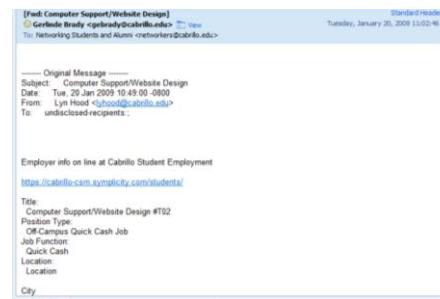 [Fwd: Computer Support/Website Design]
Standard Heade
Gerlinde Brady <gebrady@cabrillo.edu> View
Tuesday, January 20, 2009 11:02:46
To: Networking Students and Alumni <networkers@cabrillo.edu>
-------- Original Message --------
Subject: Computer Support/Website Design
Date: Tue, 20 Jan 2009 10:49:00 -0800
From: Lyn Hood <lyhood@cabrillo.edu>
To: undisclosed-recipients:;
Employer info on line at Cabrillo Student Employment
https://cabrillo-csm.symplicity.com/students/
Title:
Computer Support/Website Design #T02
Position Type:
Off-Campus Quick Cash Job
Job Function:
Quick Cash
Location:
Location
City